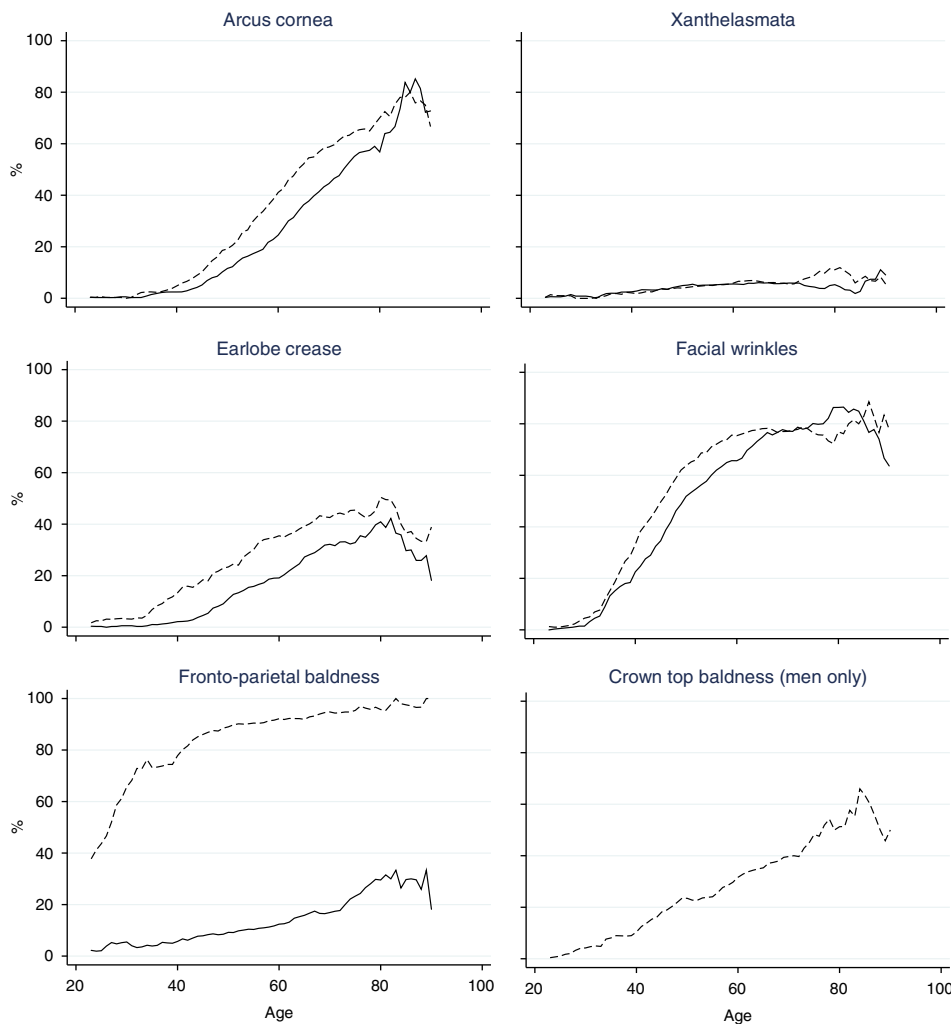 Arcus cornea
Xanthelasmata
100
80
60
40
20
0
%
Earlobe crease
Facial wrinkles
100
80
60
40
20
0
%
Fronto-parietal baldness
Crown top baldness (men only)
100
80
60
40
20
0
%
20 40 60 80 100
20 40 60 80 100
Age
Age